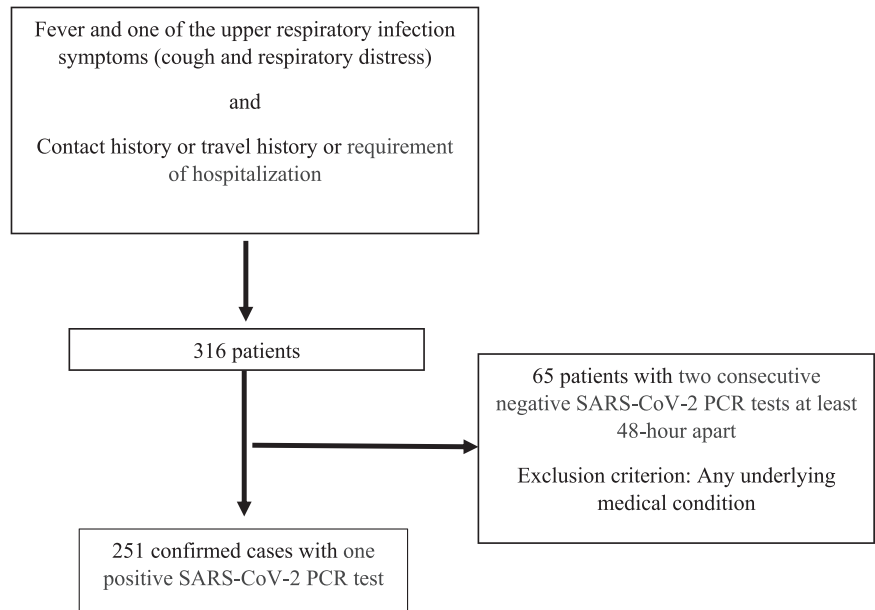 Fever and one of the upper respiratory infection
symptoms (cough and respiratory distress)
and
Contact history or travel history or requirement
of hospitalization
316 patients
65 patients with two consecutive
negative SARS-CoV-2 PCR tests at least
48-hour apart
Exclusion criterion: Any underlying
medical condition
251 confirmed cases with one
positive SARS-CoV-2 PCR test